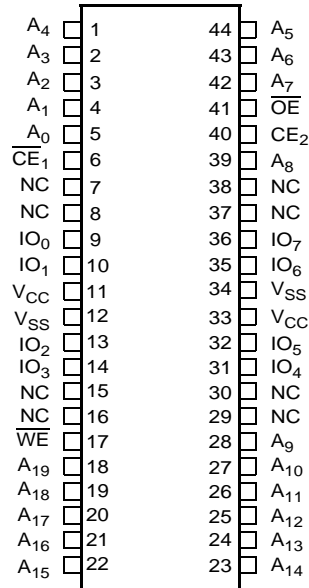 A4 1 44 A5
A3 2 43 A6
A2 3 42 A7
A1 4 41 OE
A0 5 40 CE2
CE1 6 39 A8
NC 7 38 NC
NC 8 37 NC
IO0 9 36 IO7
IO1 10 35 IO6
VCC 11 34 VSS
VSS 12 33 VCC
IO2 13 32 IO5
IO3 14 31 IO4
NC 15 30 NC
NC 16 29 NC
WE 17 28 A9
A19 18 27 A10
A18 19 26 A11
A17 20 25 A12
A16 21 24 A13
A15 22 23 A14